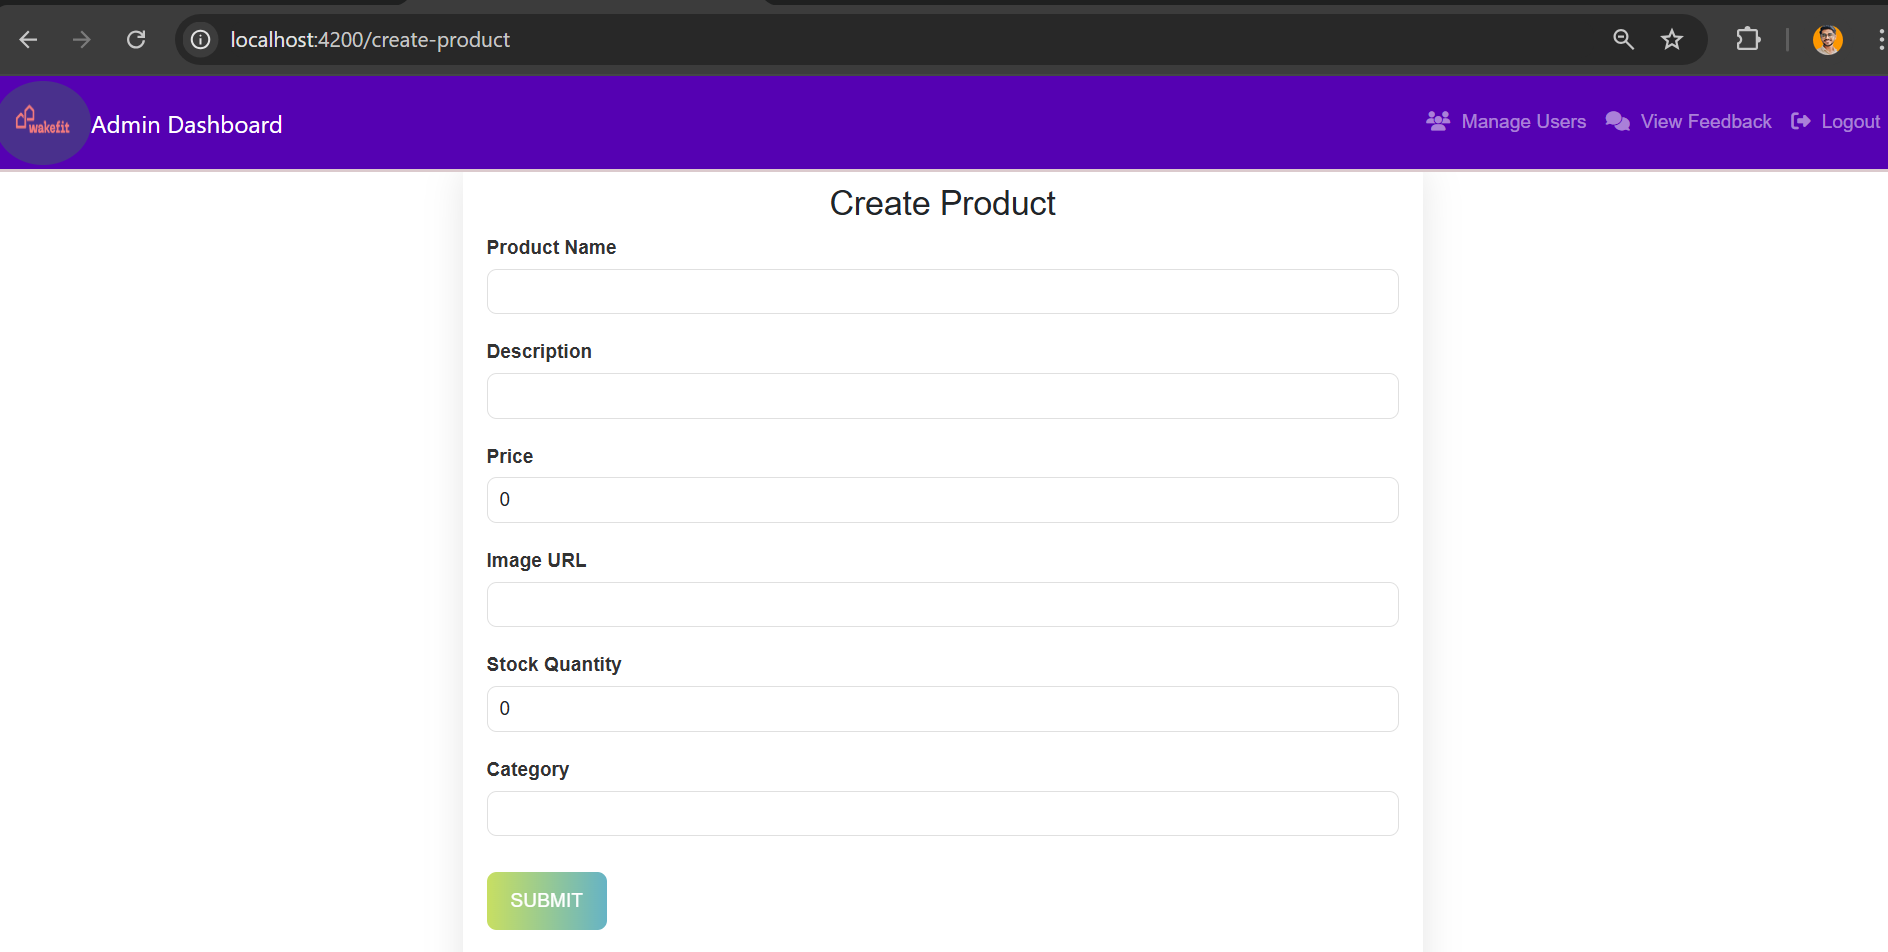 localhost:4200/create-product
wakefit
Admin Dashboard
Manage Users
View Feedback
Logout
Create Product
Product Name
Description
Price
0
Image URL
Stock Quantity
0
Category
SUBMIT